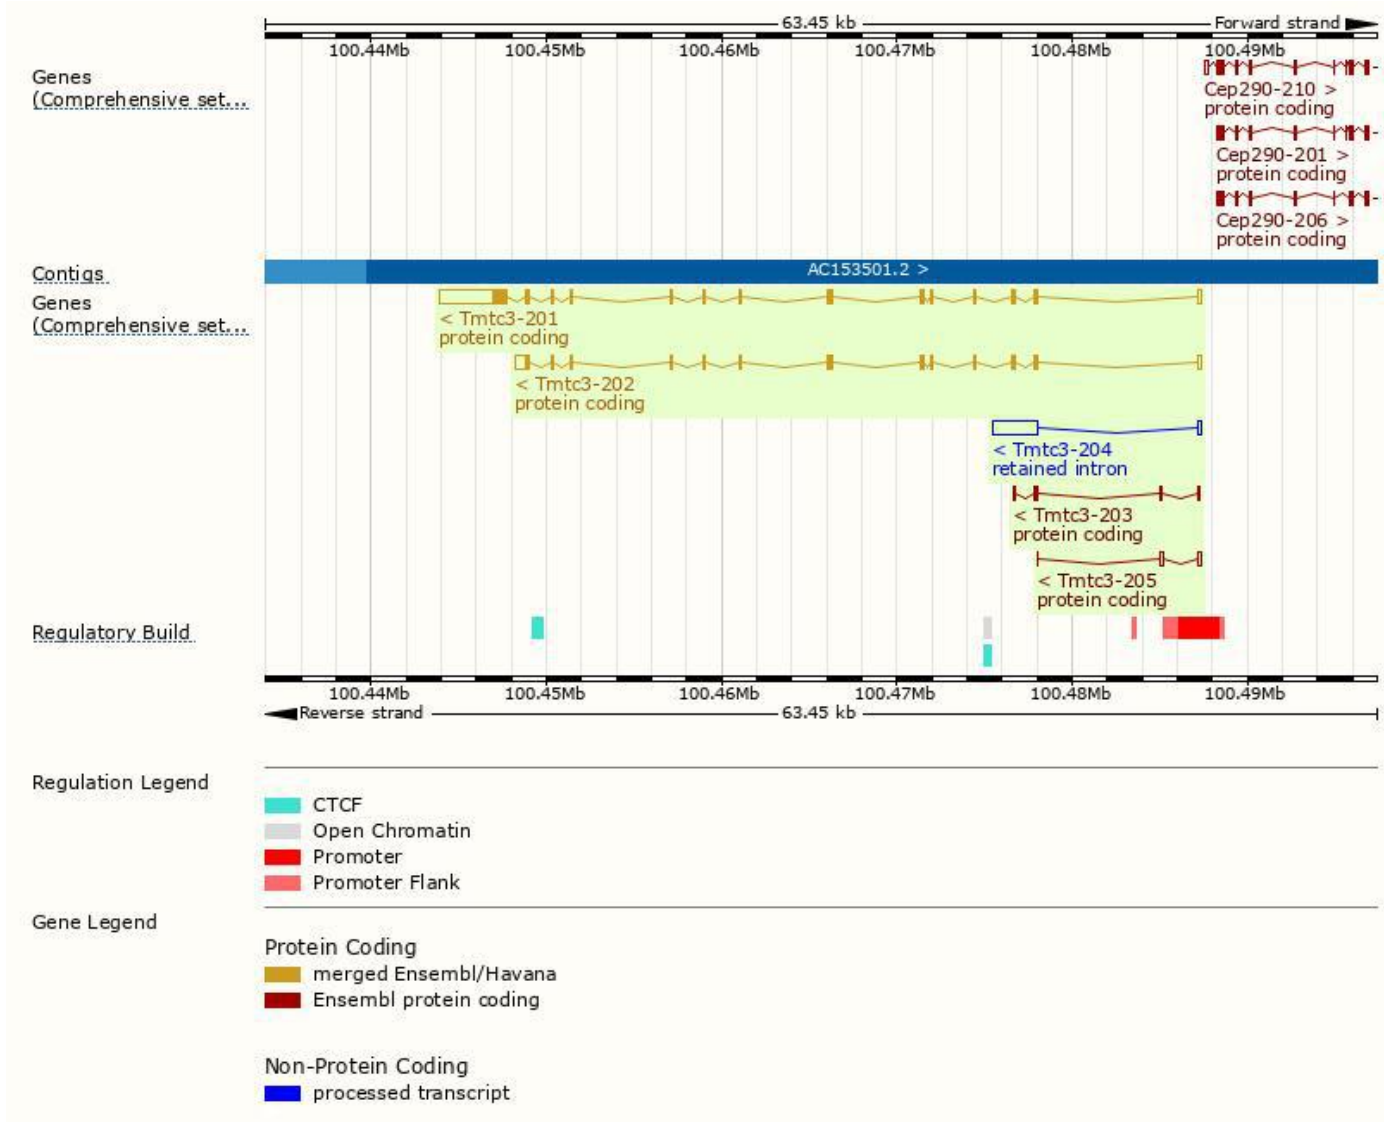 63.45 kb Forward strand
100.44Mb 100.45Mb 100.46Mb 100.47Mb 100.48Mb 100.49Mb
Genes
(Comprehensive set...
Cep290-210 >
protein coding
Cep290-201 >
protein coding
Cep290-206 >
protein coding
Contigs
AC153501.2 >
Genes
(Comprehensive set...
< Tmtc3-201
protein coding
< Tmtc3-202
protein coding
< Tmtc3-204
retained intron
< Tmtc3-203
protein coding
< Tmtc3-205
protein coding
Regulatory Build
100.44Mb 100.45Mb 100.46Mb 100.47Mb 100.48Mb 100.49Mb
Reverse strand 63.45 kb
Regulation Legend
CTCF
Open Chromatin
Promoter
Promoter Flank
Gene Legend
Protein Coding
merged Ensembl/Havana
Ensembl protein coding
Non-Protein Coding
processed transcript